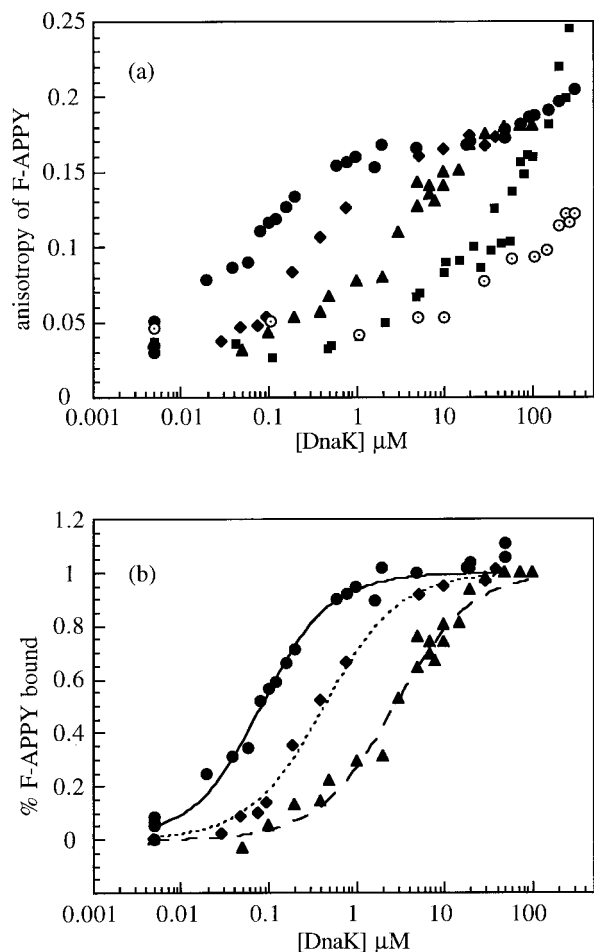 0.25
(a)
0.2
0.15
0.1
0.05
0
anisotropy of F-APPY
0.001 0.01 0.1 1 10 100
[DnaK] μM
1.2
(b)
1
0.8
0.6
0.4
0.2
0
% F-APPY bound
0.001 0.01 0.1 1 10 100
[DnaK] μM